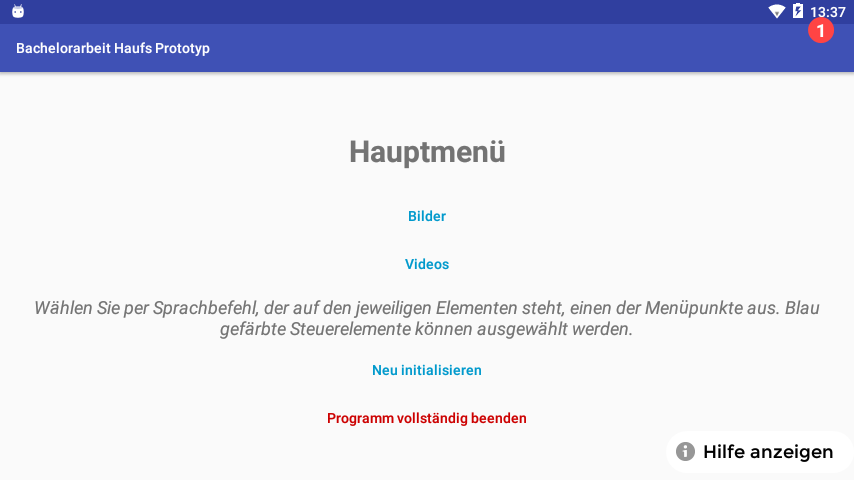 13:37
Bachelorarbeit Haufs Prototyp
1
Hauptmenü
Bilder
Videos
Wählen Sie per Sprachbefehl, der auf den jeweiligen Elementen steht, einen der Menüpunkte aus. Blau
gefärbte Steuerelemente können ausgewählt werden.
Neu initialisieren
Programm vollständig beenden
Hilfe anzeigen